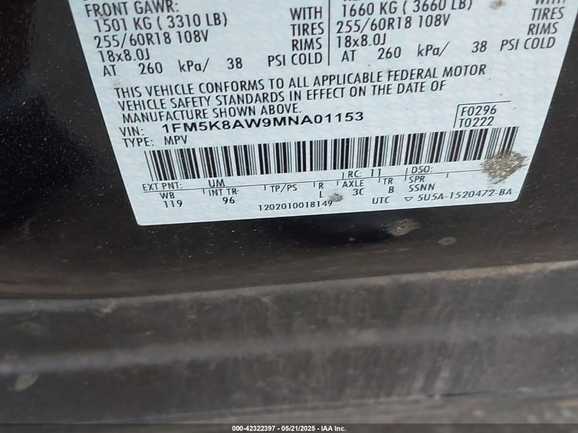 FRONT GAWR:
1501 KG ( 3310 LB) WITH 1660 KG ( 3660 LB) WITH
255/60R18 108V TIRES 255/60R18 108V TIRES
18x8.0J RIMS 18x8.0J RIMS
AT 260 kPa/ 38 PSI COLD AT 260 kPa/ 38 PSI COLD
THIS VEHICLE CONFORMS TO ALL APPLICABLE FEDERAL MOTOR
VEHICLE SAFETY STANDARDS IN EFFECT ON THE DATE OF
MANUFACTURE SHOWN ABOVE.
VIN: 1FM5K8AW9MNA01153 F0296
TYPE: MPV T0222
EXT PNT: UM RC: 11 DSO:
WB INT TR: TP/PS R AXLE TR SPR
119 96 L 3C B 5SNN
1202010018149 UTC ▽ 5U5A-1520472-BA
000-42322397 - 05/21/2025 - IAA Inc.